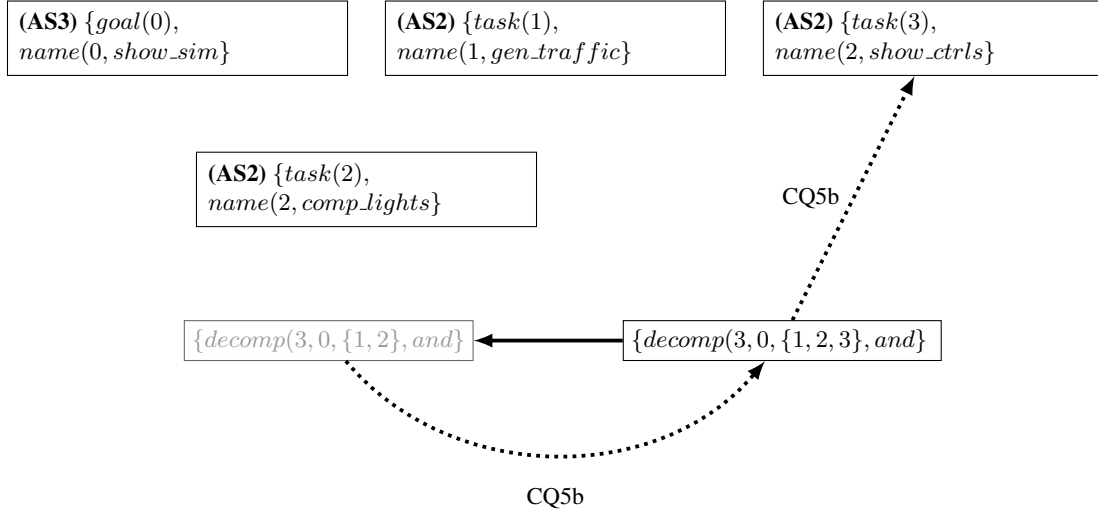 (AS3) {goal(0),
name(0, show_sim}
(AS2) {task(1),
name(1, gen_traffic}
(AS2) {task(3),
name(2, show_ctrls}
(AS2) {task(2),
name(2, comp_lights}
CQ5b
{decomp(3, 0, {1, 2}, and}
{decomp(3, 0, {1, 2, 3}, and}
CQ5b